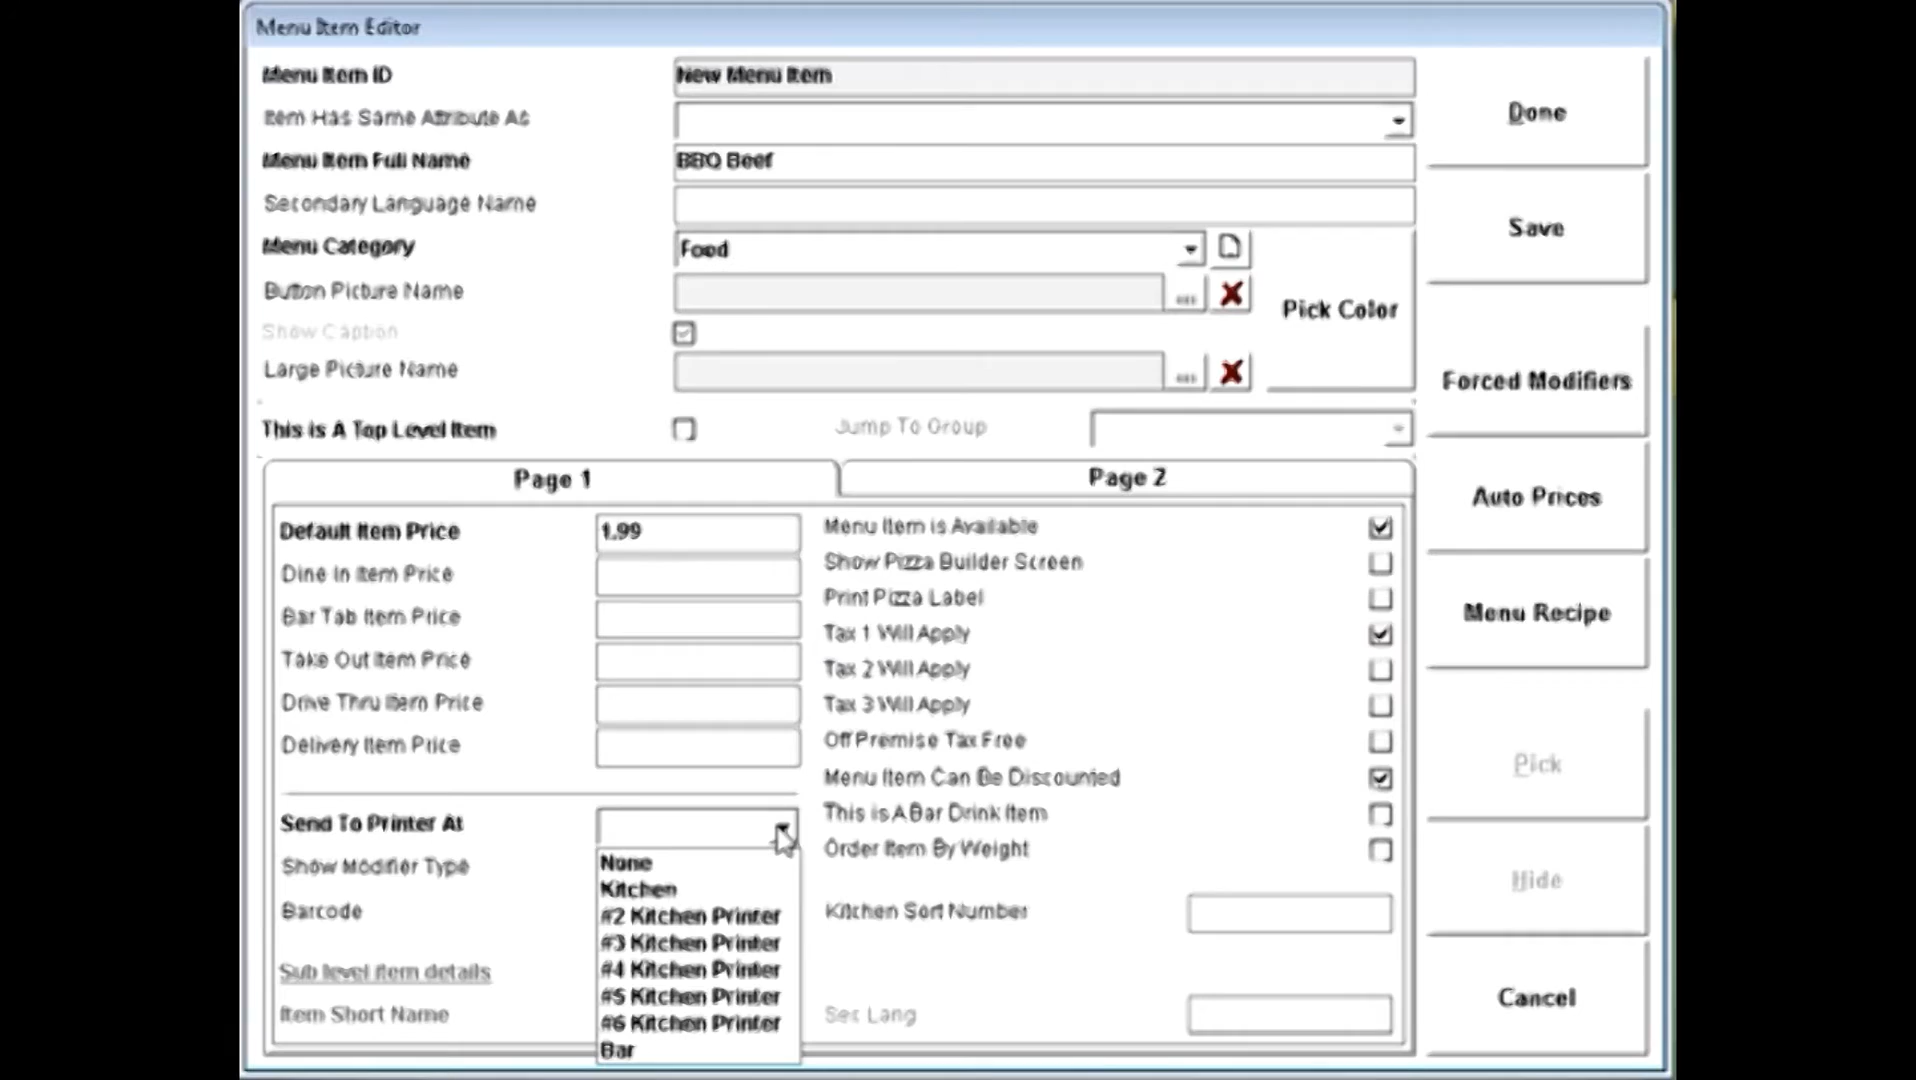 Menu Item Editor
Menu Item ID
New Menu Item
Item Has Same Attribute As
Menu Item Full Name
BBQ Beef
Secondary Language Name
Menu Category
Food
Button Picture Name
...
Show Caption
Large Picture Name
...
Pick Color
This is A Top Level Item
Jump To Group
Page 1
Page 2
Default Item Price
1.99
Dine In Item Price
Bar Tab Item Price
Take Out Item Price
Drive Thru Item Price
Delivery Item Price
Send To Printer At
Show Modifier Type
Barcode
Sub level item details
Item Short Name
None
Kitchen
#2 Kitchen Printer
#3 Kitchen Printer
#4 Kitchen Printer
#5 Kitchen Printer
#6 Kitchen Printer
Bar
Menu Item is Available
Show Pizza Builder Screen
Print Pizza Label
Tax 1 Will Apply
Tax 2 Will Apply
Tax 3 Will Apply
Off Premise Tax Free
Menu Item Can Be Discounted
This is A Bar Drink Item
Order Item By Weight
Kitchen Sort Number
Sec Lang
Done
Save
Forced Modifiers
Auto Prices
Menu Recipe
Pick
Hide
Cancel